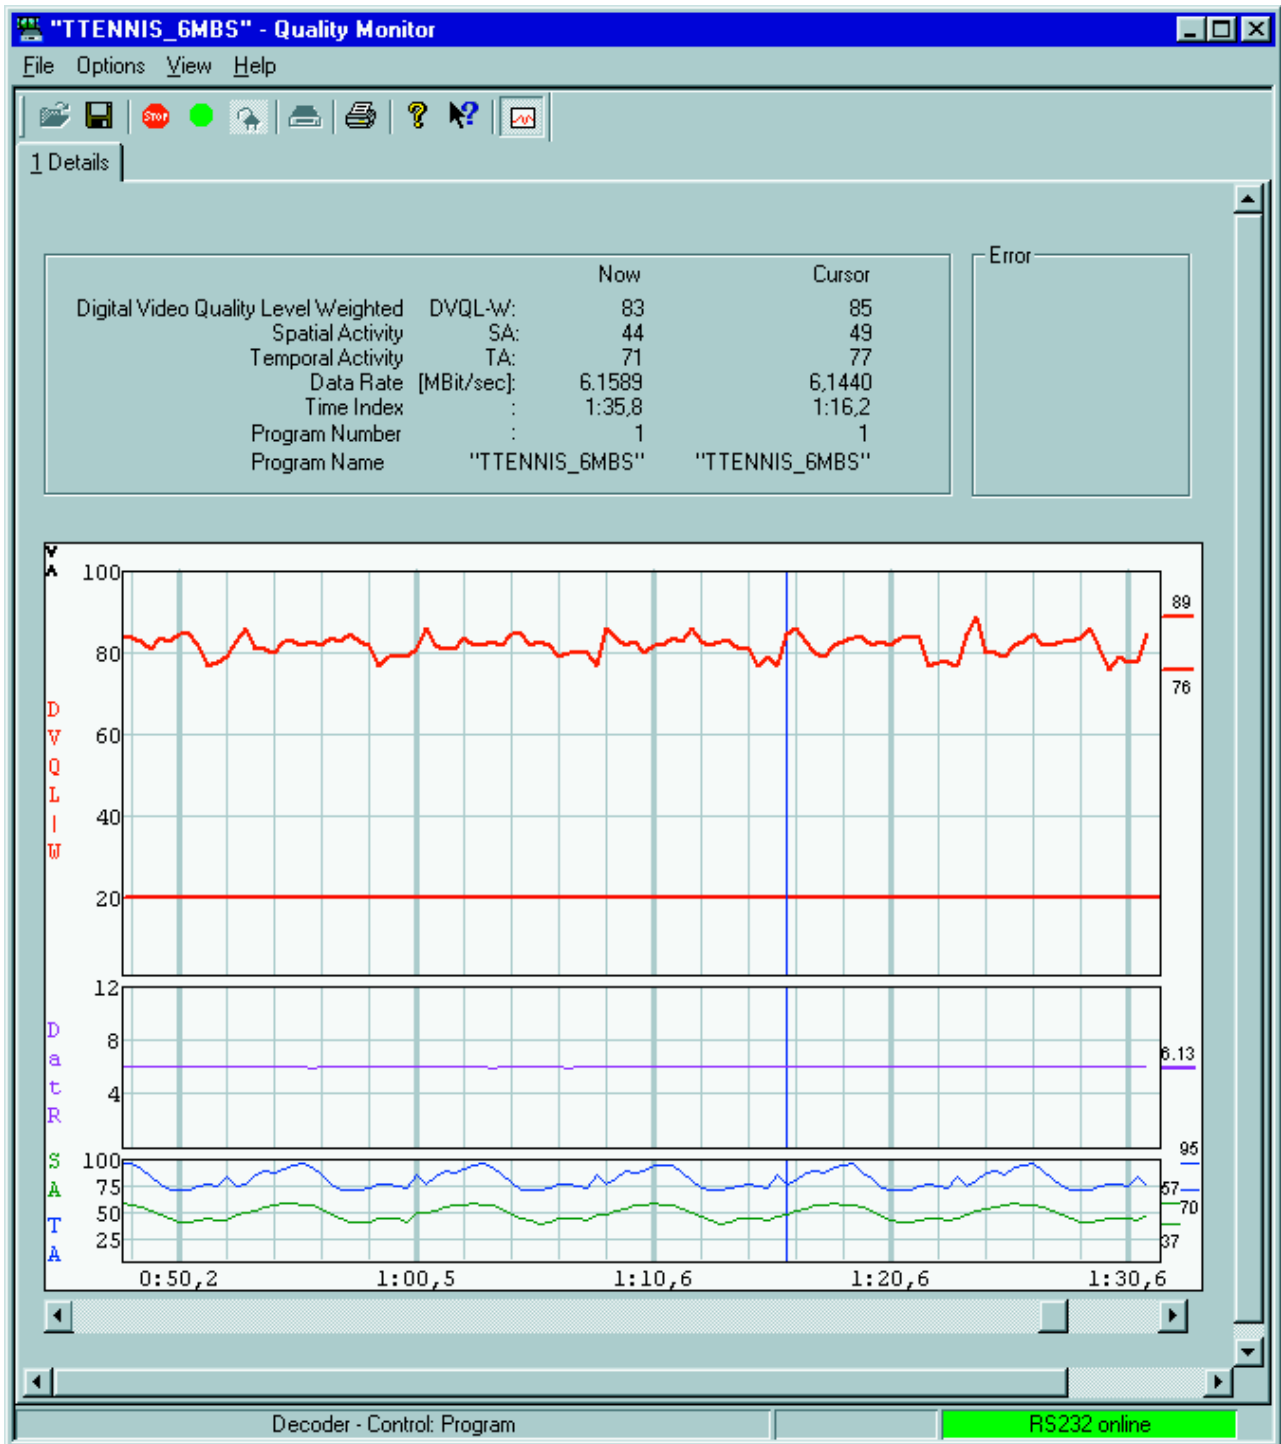 "TTENNIS_6MBS" - Quality Monitor
File Options View Help
STOP
1 Details
Now Cursor
Digital Video Quality Level Weighted DVQL-W: 83 85
Spatial Activity SA: 44 49
Temporal Activity TA: 71 77
Data Rate [MBit/sec]: 6.1589 6,1440
Time Index : 1:35,8 1:16,2
Program Number : 1 1
Program Name "TTENNIS_6MBS" "TTENNIS_6MBS"
Error
DVQL|W
100
80
60
40
20
89
76
DatR
12
8
4
6.13
SA
TA
100
75
50
25
95
57
70
37
0:50,2 1:00,5 1:10,6 1:20,6 1:30,6
Decoder - Control: Program
RS232 online